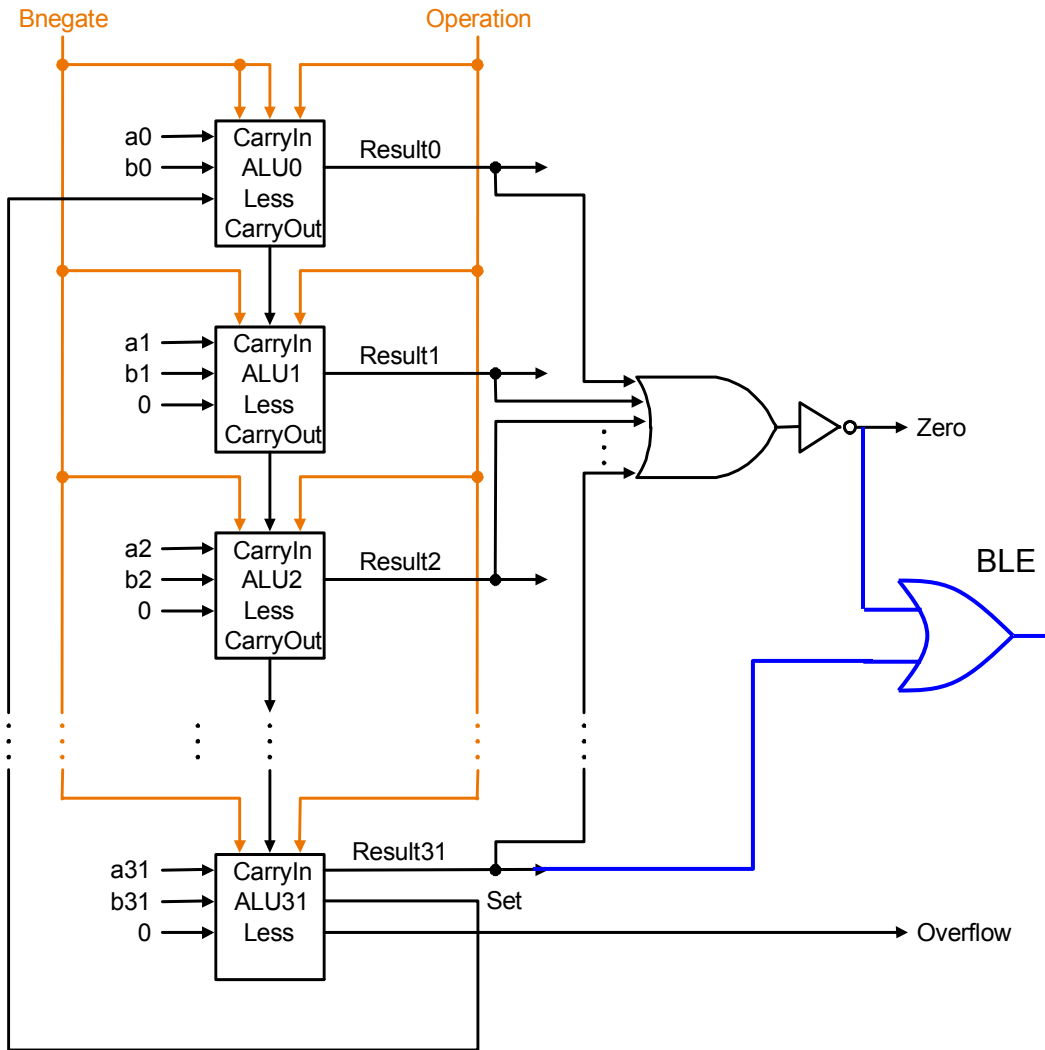 Bnegate
Operation
a0
b0
CarryIn
ALU0
Less
CarryOut
Result0
a1
b1
0
CarryIn
ALU1
Less
CarryOut
Result1
Zero
a2
b2
0
CarryIn
ALU2
Less
CarryOut
Result2
BLE
a31
b31
0
CarryIn
ALU31
Less
Result31
Set
Overflow